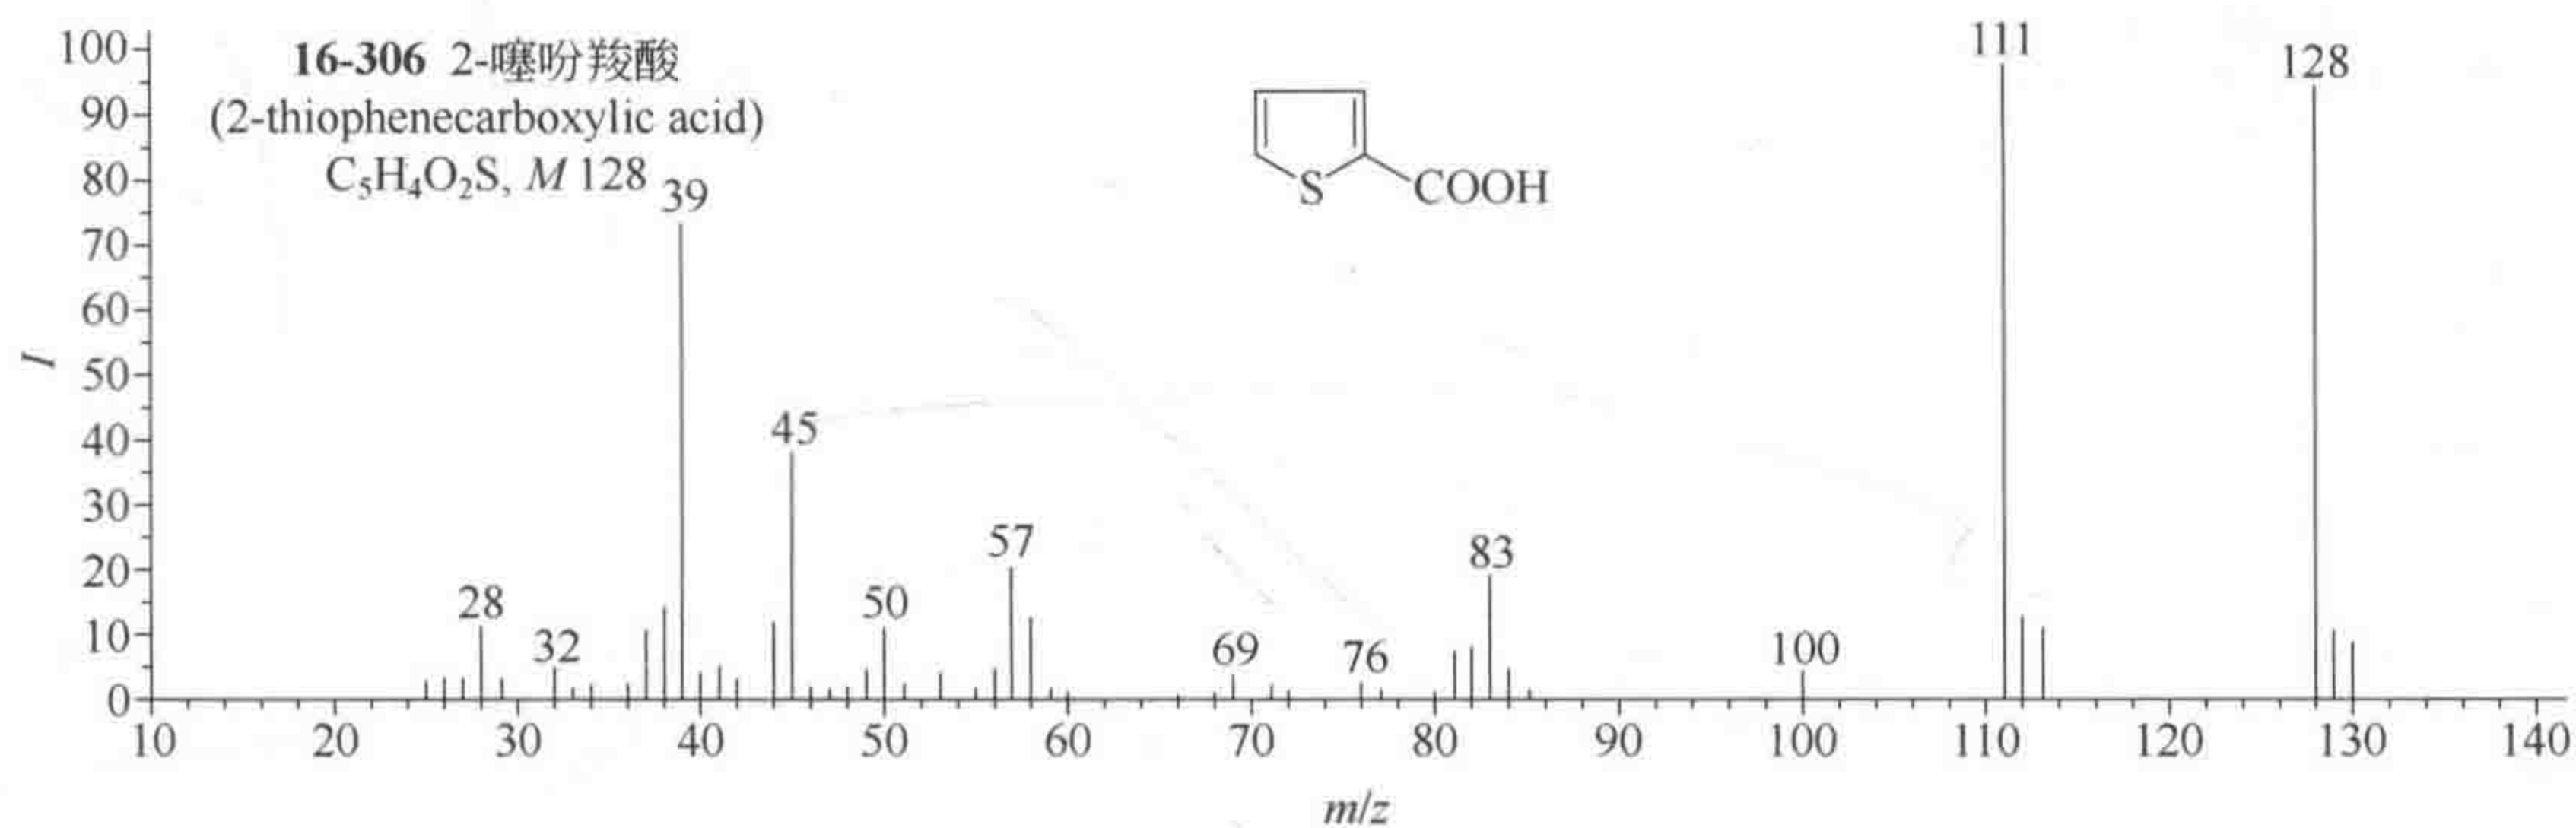 16-306 2-噻吩羧酸
(2-thiophenecarboxylic acid)
C₅H₄O₂S, M 128
S
COOH
I
100
90
80
70
60
50
40
30
20
10
0
28
32
39
45
50
57
69
76
83
100
111
128
10 20 30 40 50 60 70 80 90 100 110 120 130 140
m/z